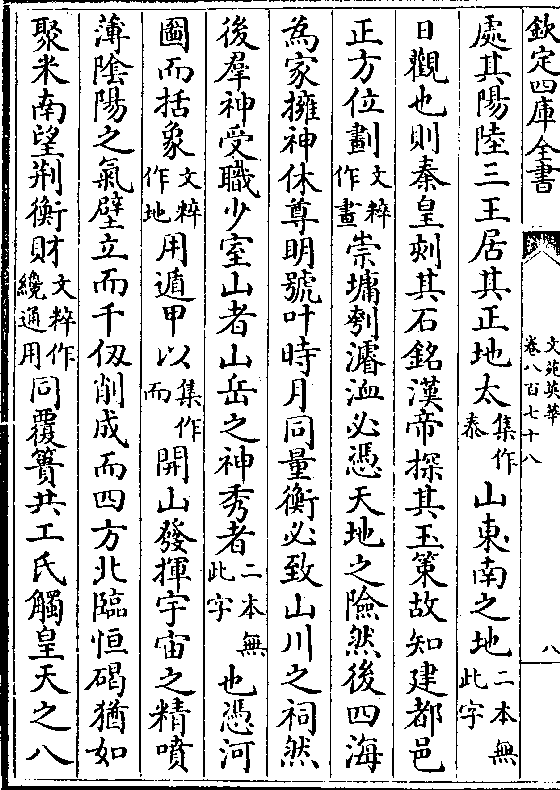 欽定四庫全書
文苑英華
卷八百七十八
八
處其陽陸三王居其正地太集作泰山東南之地二本無此字
日觀也則秦皇刺其石銘漢帝探其玉策故知建都邑
正方位劃文粹作畫崇墉刳濬洫必憑天地之險然後四海
為家擁神休尊明號叶時月同量衡必致山川之祠然
後羣神受職少室山者山岳之神秀者二本無此字也憑河
圖而括象文粹作地用遁甲以集作而開山發揮宇宙之精噴
薄陰陽之氣壁立而千仭削成而四方北臨恒碣猶如
聚米南望荆衡財文粹作纔通用同覆簣共工氏觸皇天之八